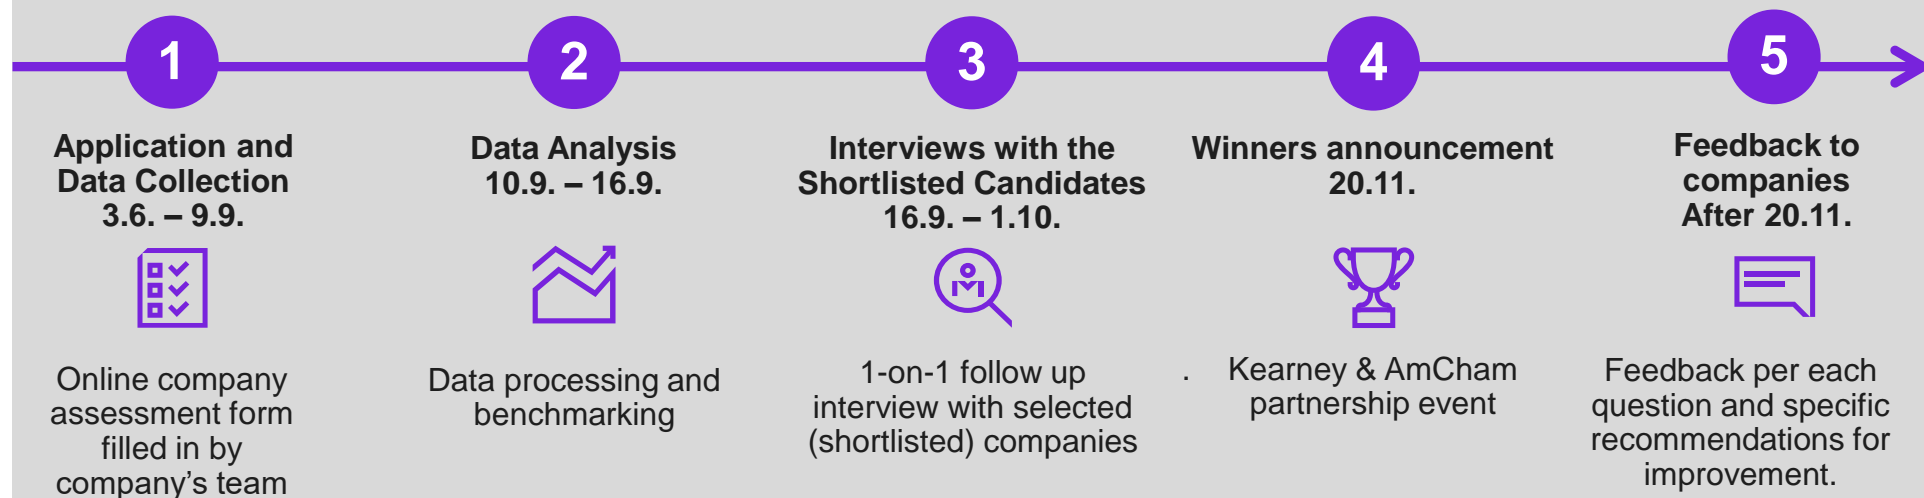 1
Application and
Data Collection
3.6. – 9.9.
Online company
assessment form
filled in by
company’s team
2
Data Analysis
10.9. – 16.9.
Data processing and
benchmarking
3
Interviews with the
Shortlisted Candidates
16.9. – 1.10.
1-on-1 follow up
interview with selected
(shortlisted) companies
4
Winners announcement
20.11.
. Kearney & AmCham
partnership event
5
Feedback to
companies
After 20.11.
Feedback per each
question and specific
recommendations for
improvement.